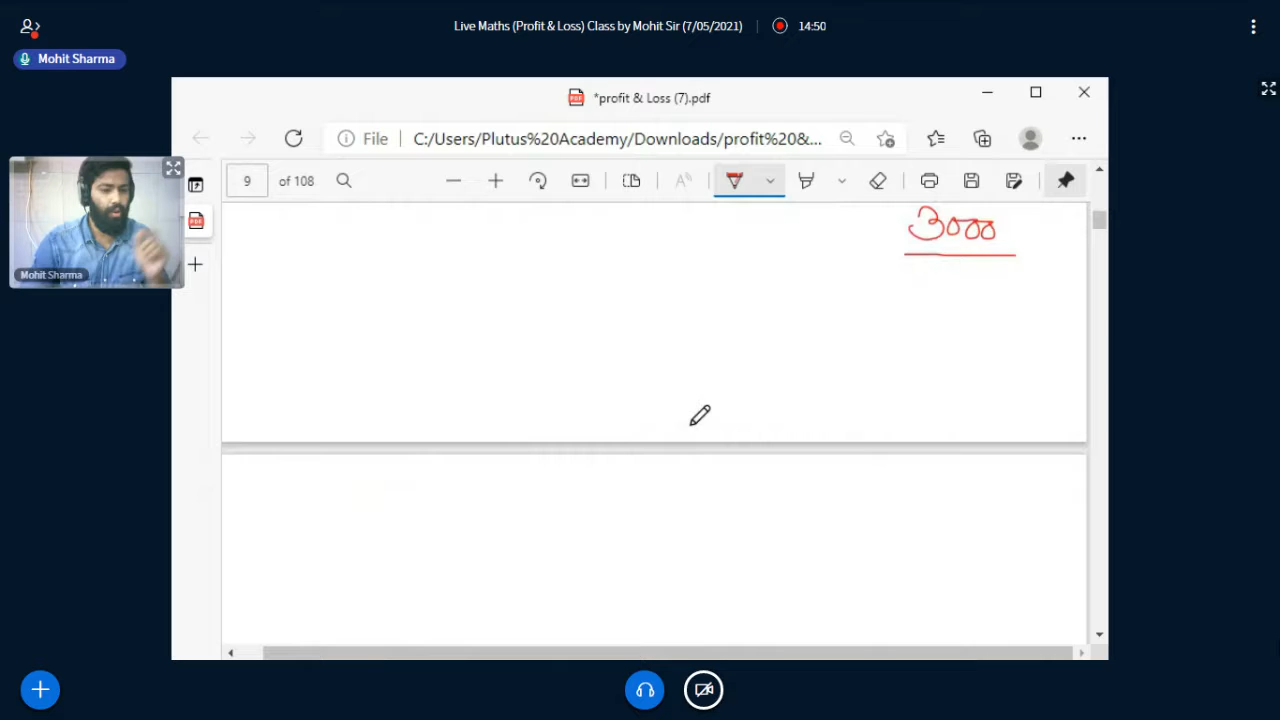 Live Maths (Profit & Loss) Class by Mohit Sir (7/05/2021)
14:50
Mohit Sharma
*profit & Loss (7).pdf
File
C:/Users/Plutus%20Academy/Downloads/profit%20&...
9 of 108
3000
Mohit Sharma